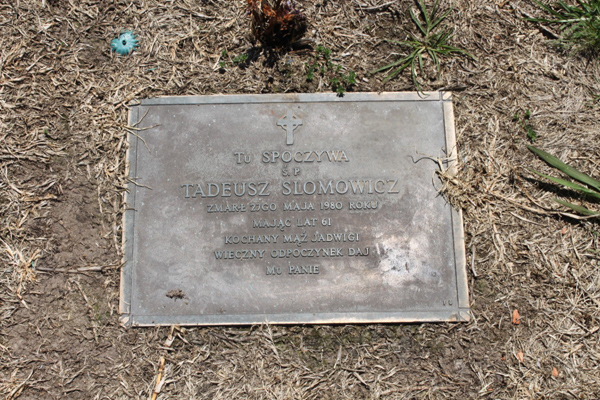 TU SPOCZYWA
Ś. P.
TADEUSZ SLOMOWICZ
ZMARŁ 27GO MAJA 1980 ROKU
MAJĄC LAT 61
KOCHANY MĄŻ JADWIGI
WIECZNY ODPOCZYNEK DAJ
MU PANIE